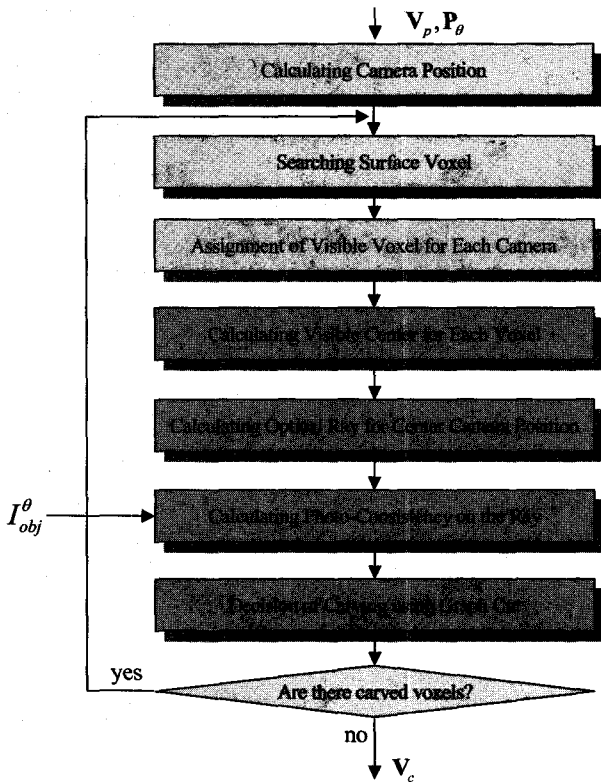 V_p, P_θ
Calculating Camera Position
Searching Surface Voxel
Assignment of Visible Voxel for Each Camera
Calculating Visible Center for Each Voxel
Calculating Optical Ray for Center Camera Position
I^θ_obj
Calculating Photo-Consistency on the Ray
Decision of Carving using Graph Cut
yes
Are there carved voxels?
no
V_c